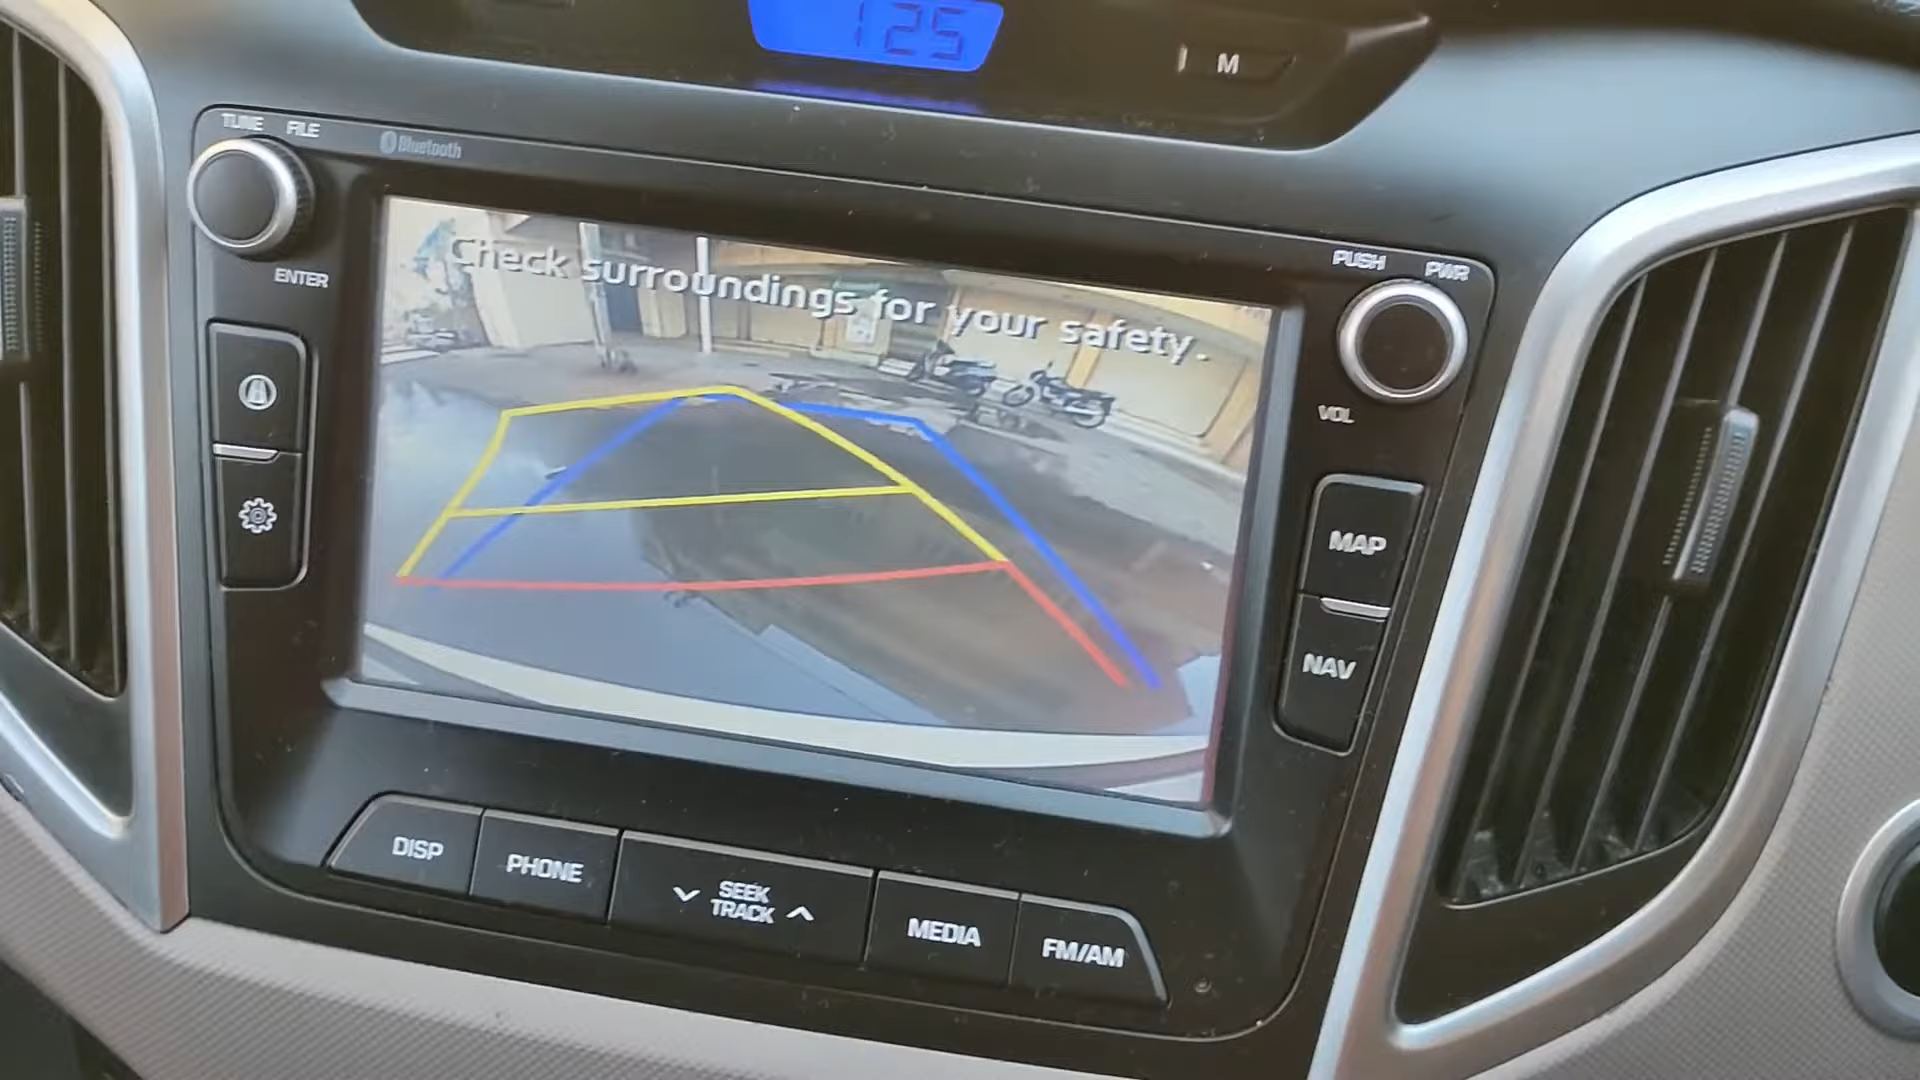 125
M
TUNE FILE
Bluetooth
ENTER
PUSH PWR
VOL
Check surroundings for your safety.
MAP
NAV
DISP
PHONE
SEEK
TRACK
MEDIA
FM/AM